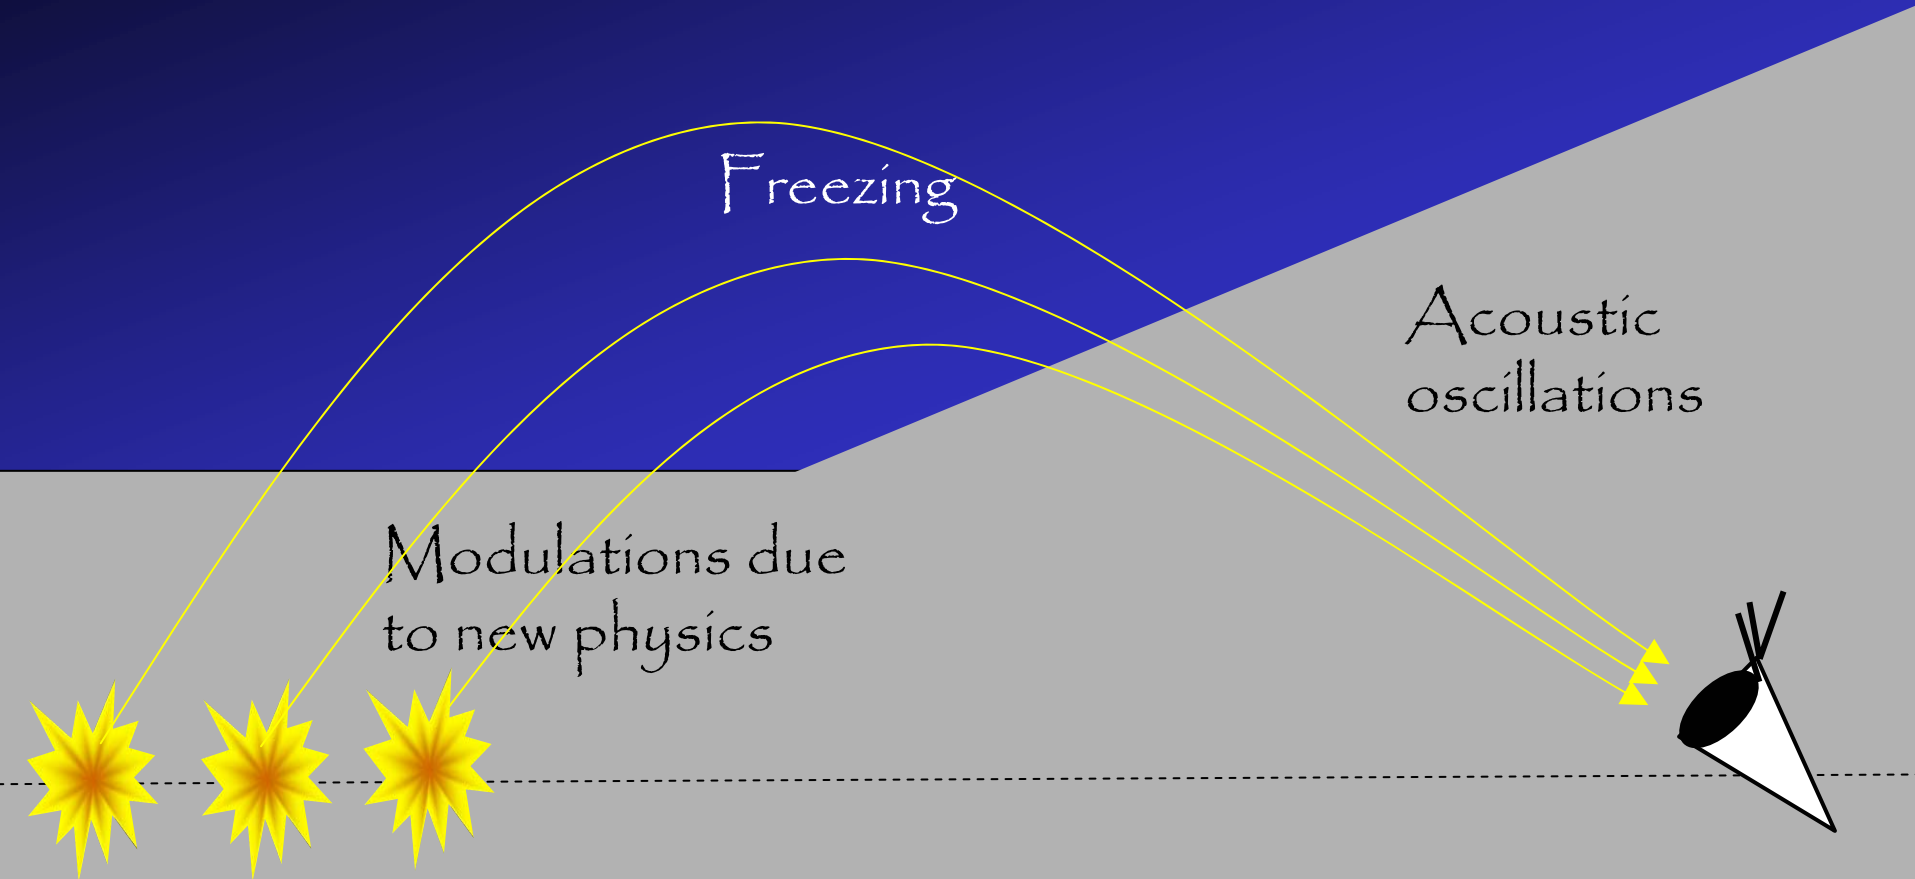 Freezing
Acoustic
oscillations
Modulations due
to new physics